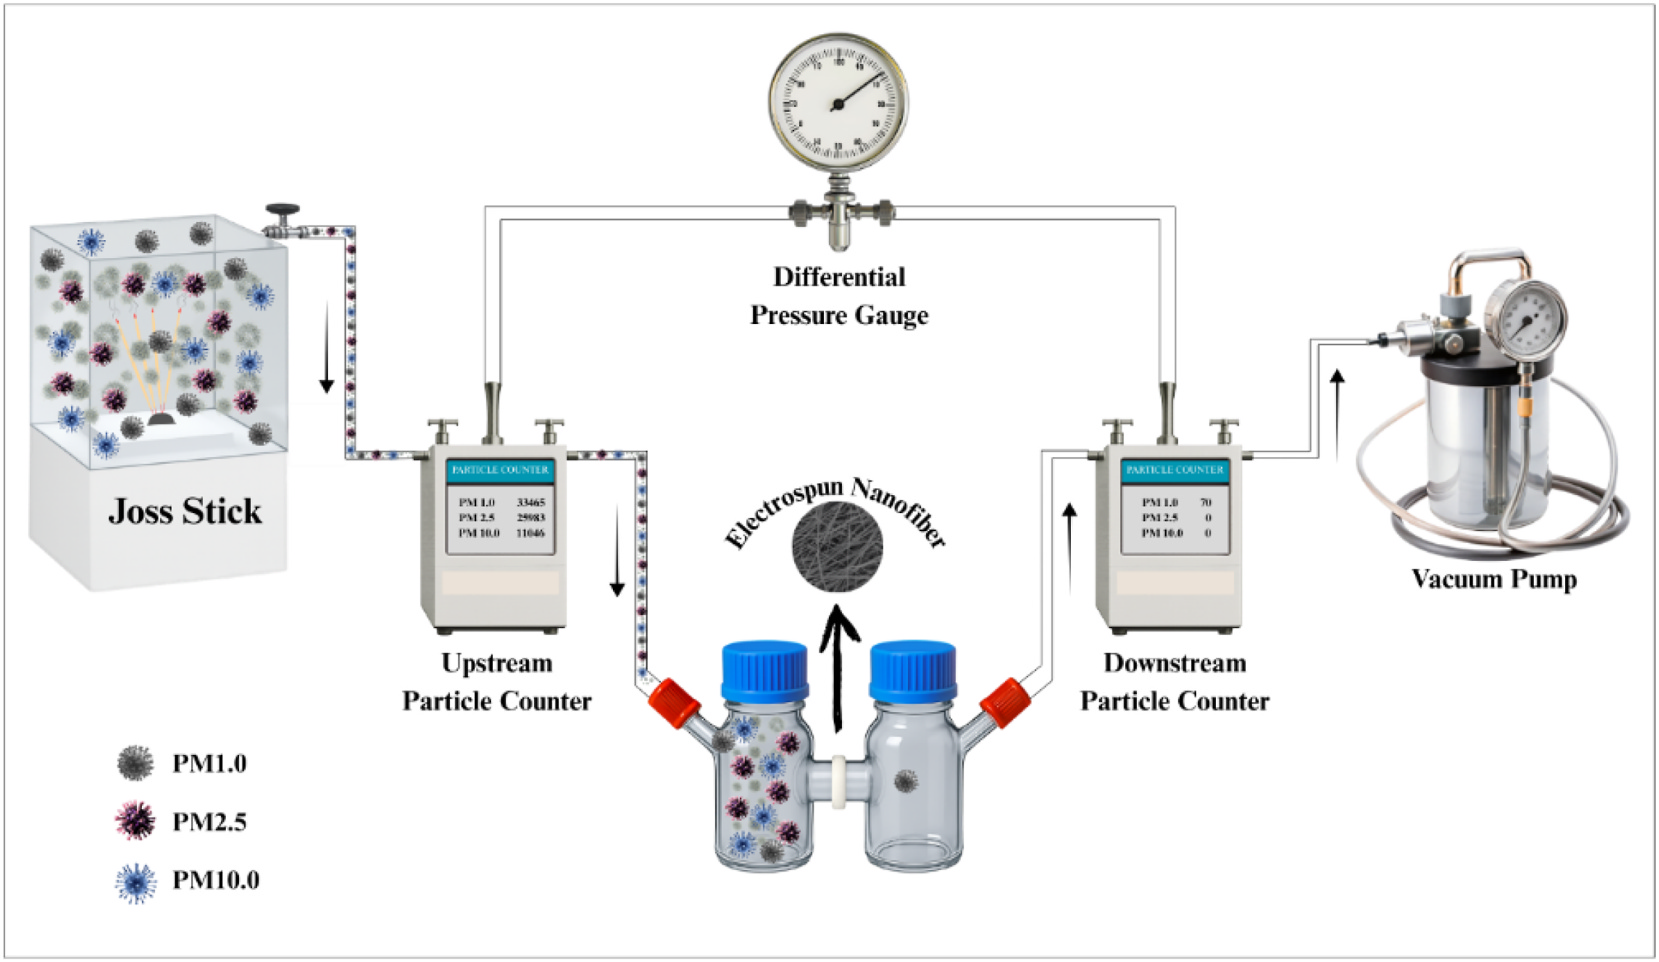 Differential
Pressure Gauge
Joss Stick
PARTICLE COUNTER
PM 1.0 33465
PM 2.5 25983
PM 10.0 11046
Upstream
Particle Counter
Electrospun Nanofiber
PARTICLE COUNTER
PM 1.0 70
PM 2.5 0
PM 10.0 0
Downstream
Particle Counter
Vacuum Pump
PM1.0
PM2.5
PM10.0